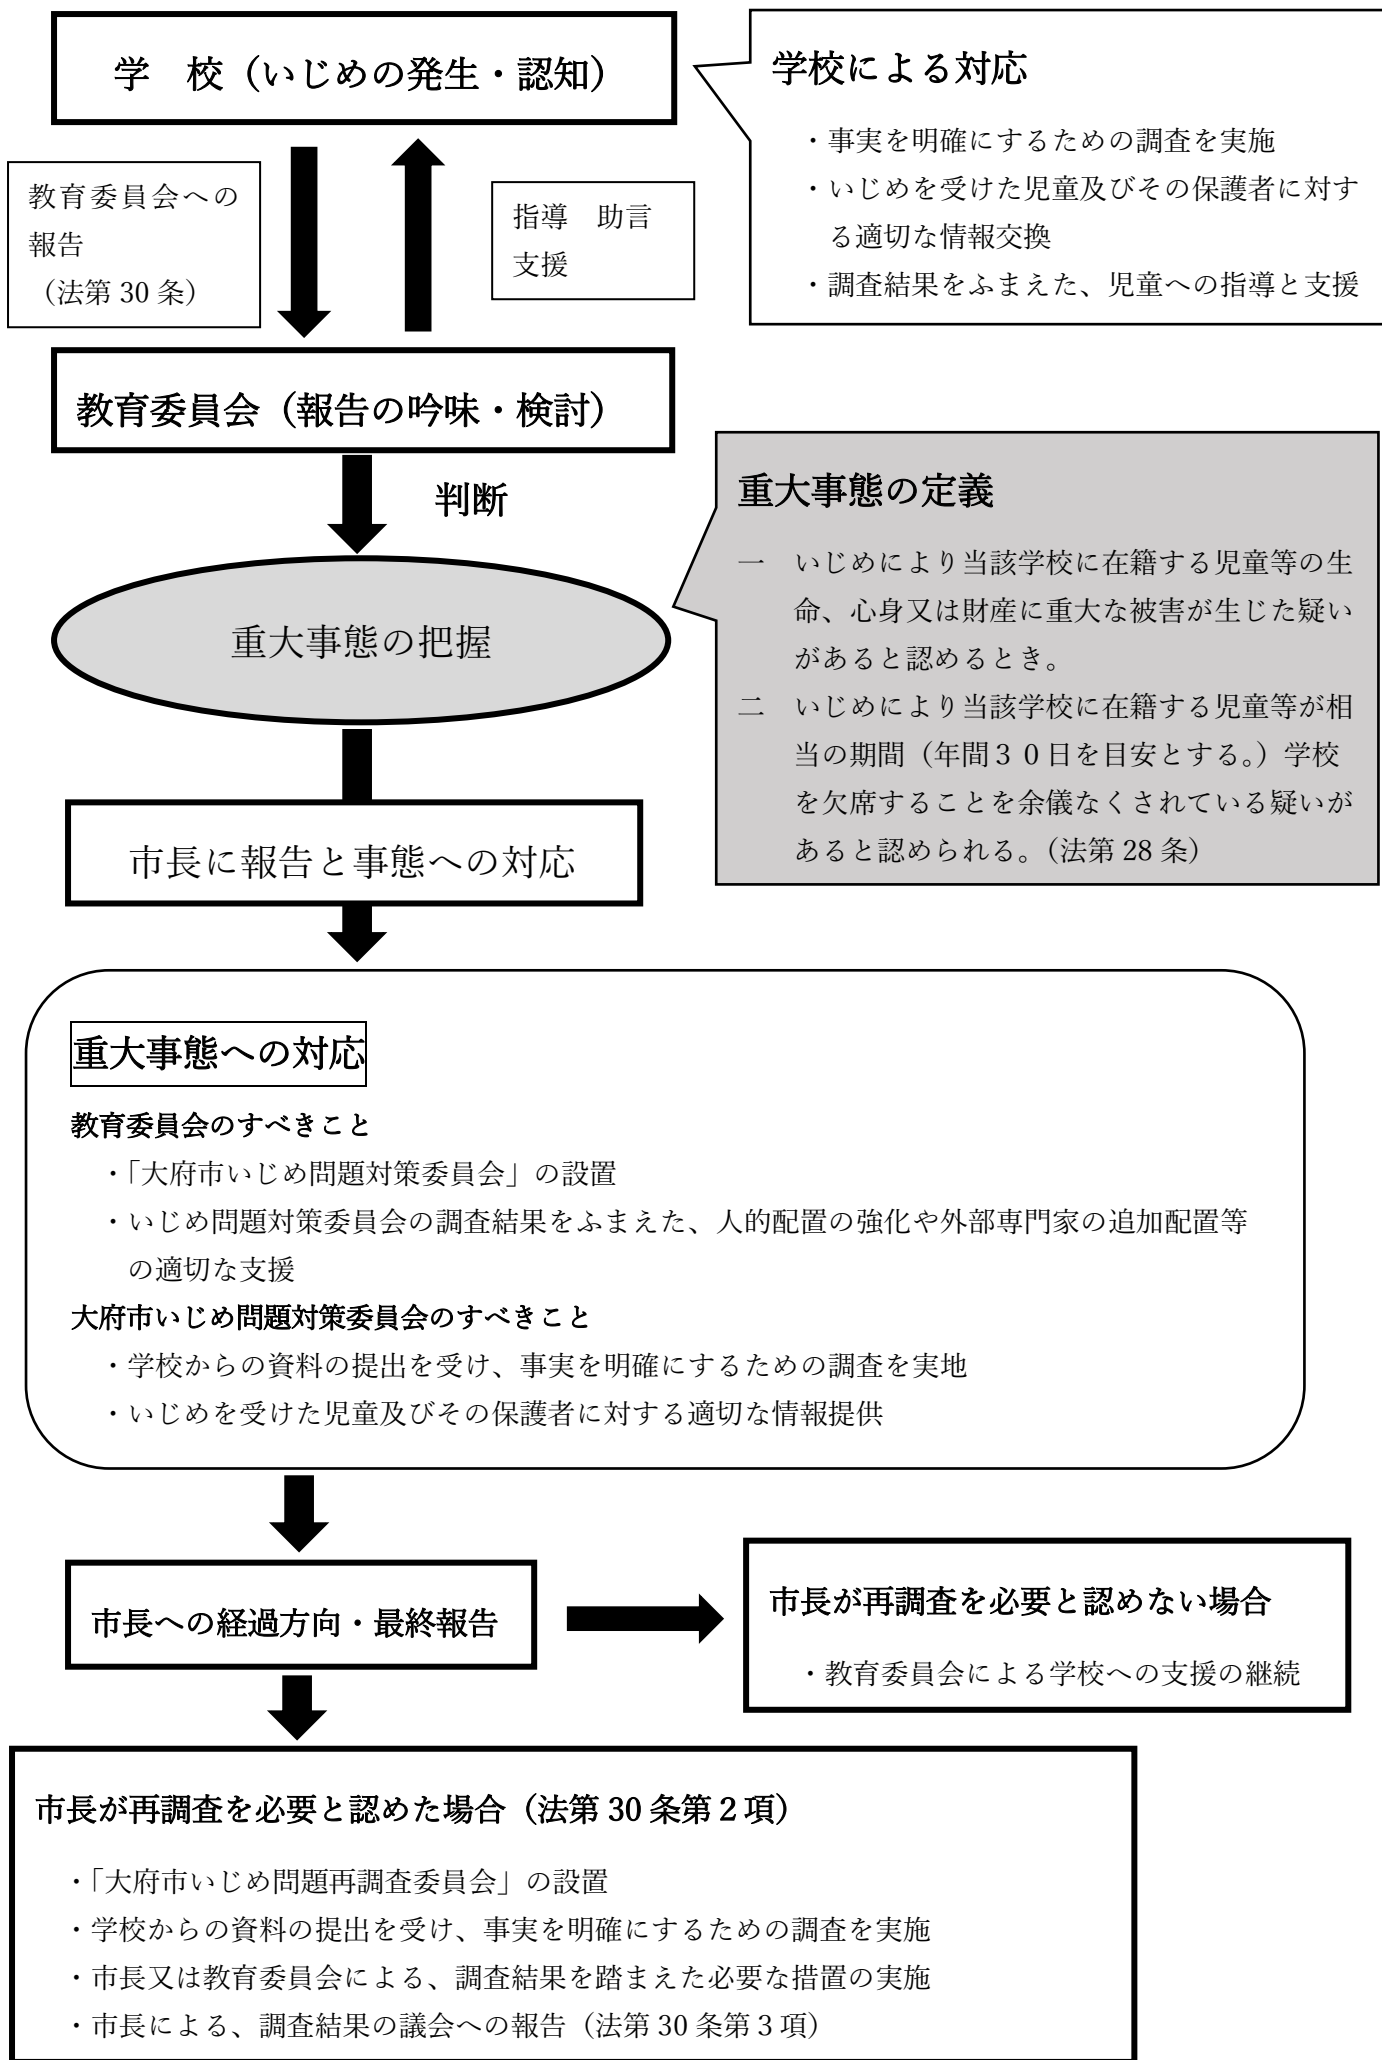 学　校（いじめの発生・認知）
学校による対応
・事実を明確にするための調査を実施
・いじめを受けた児童及びその保護者に対す
る適切な情報交換
・調査結果をふまえた、児童への指導と支援
教育委員会への
報告
（法第 30 条）
指導　助言
支援
教育委員会（報告の吟味・検討）
判断
重大事態の定義
一　いじめにより当該学校に在籍する児童等の生
命、心身又は財産に重大な被害が生じた疑い
があると認めるとき。
二　いじめにより当該学校に在籍する児童等が相
当の期間（年間３０日を目安とする。）学校
を欠席することを余儀なくされている疑いが
あると認められる。（法第 28 条）
重大事態の把握
市長に報告と事態への対応
重大事態への対応
教育委員会のすべきこと
・「大府市いじめ問題対策委員会」の設置
・いじめ問題対策委員会の調査結果をふまえた、人的配置の強化や外部専門家の追加配置等
の適切な支援
大府市いじめ問題対策委員会のすべきこと
・学校からの資料の提出を受け、事実を明確にするための調査を実地
・いじめを受けた児童及びその保護者に対する適切な情報提供
市長への経過方向・最終報告
市長が再調査を必要と認めない場合
・教育委員会による学校への支援の継続
市長が再調査を必要と認めた場合（法第 30 条第２項）
・「大府市いじめ問題再調査委員会」の設置
・学校からの資料の提出を受け、事実を明確にするための調査を実施
・市長又は教育委員会による、調査結果を踏まえた必要な措置の実施
・市長による、調査結果の議会への報告（法第 30 条第３項）